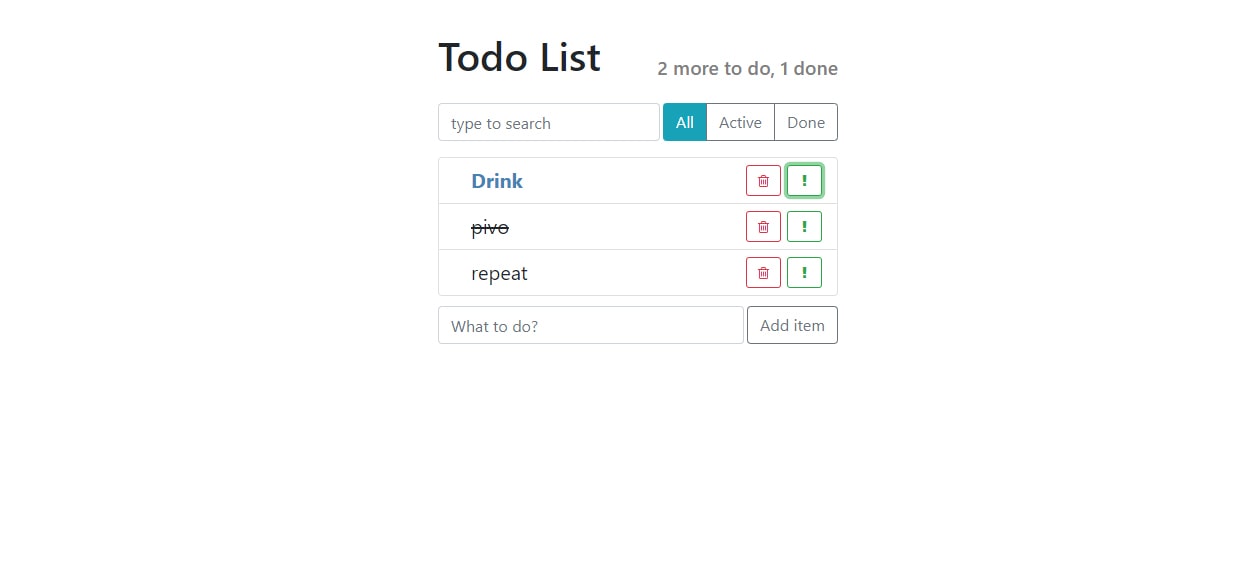 Todo List
2 more to do, 1 done
type to search All Active Done
Drink !
pivo !
repeat !
What to do? Add item